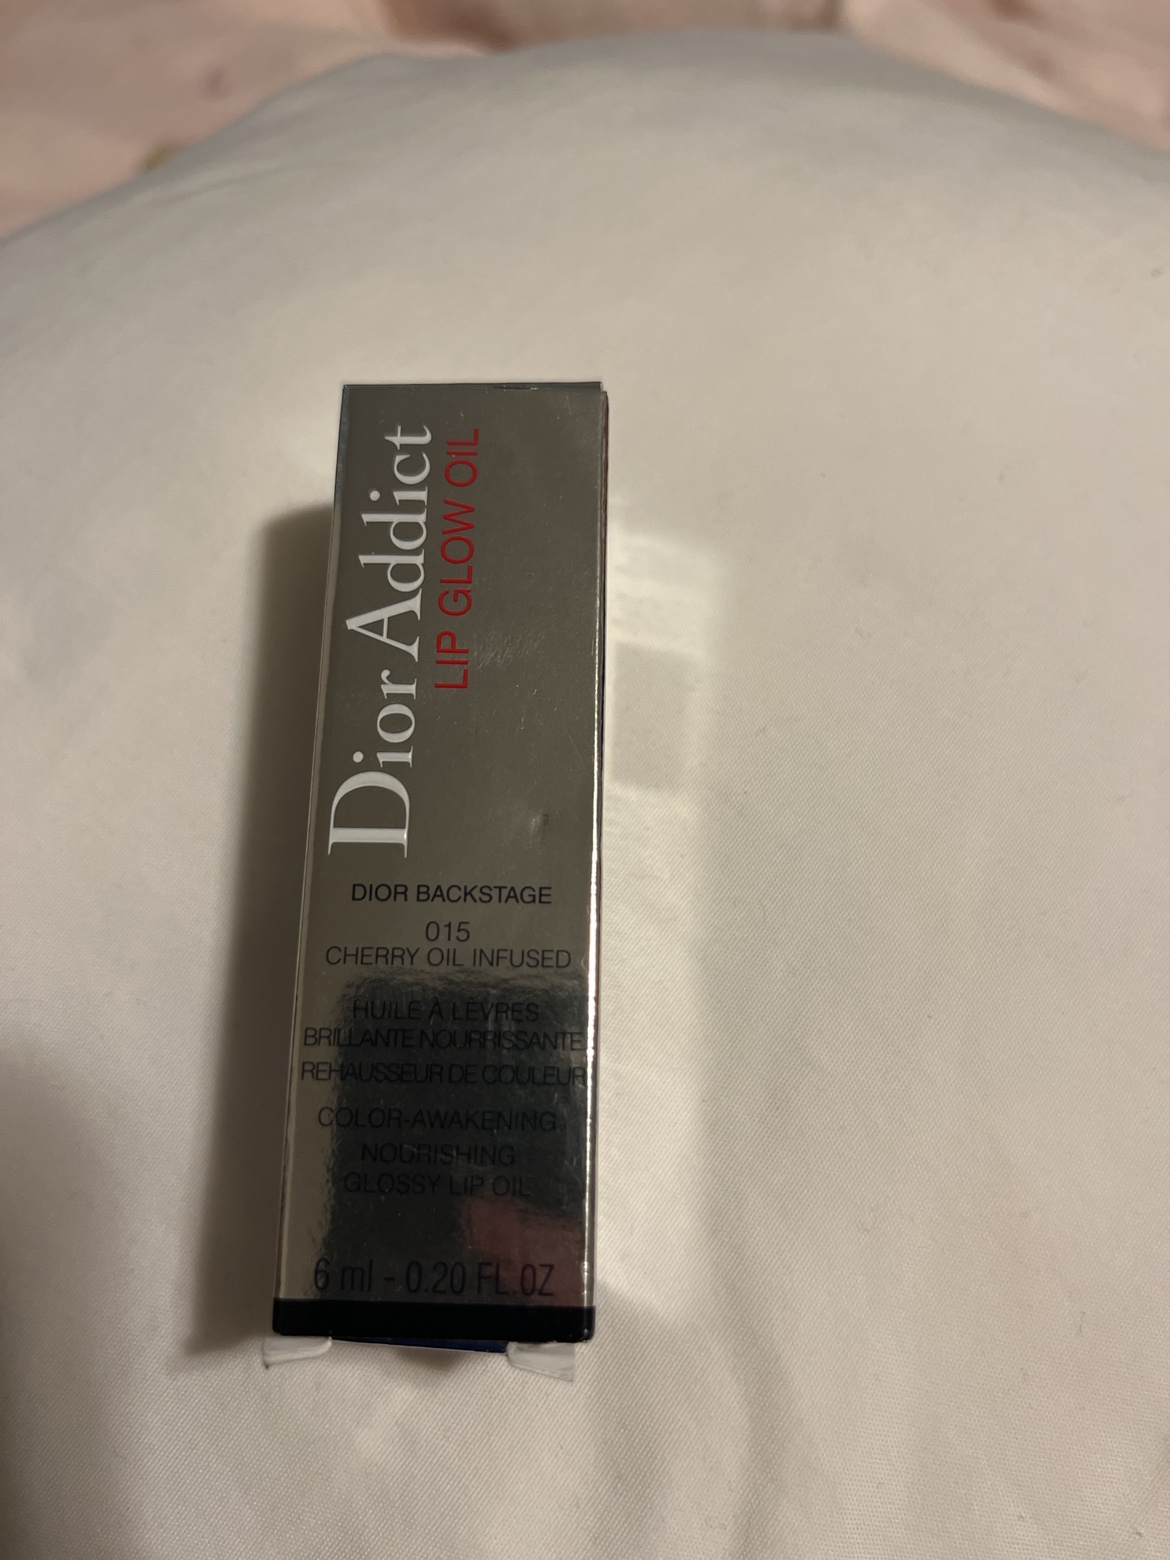 Dior Addict
LIP GLOW OIL
DIOR BACKSTAGE
015
CHERRY OIL INFUSED
HUILE À LÈVRES
BRILLANTE NOURRISSANTE
REHAUSSEUR DE COULEUR
COLOR-AWAKENING
NOURISHING
GLOSSY LIP OIL
6 ml - 0.20 FL.OZ